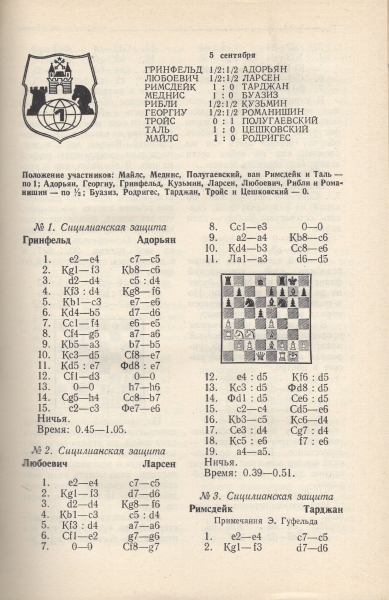 1
5 сентября
ГРИНФЕЛЬД 1/2:1/2 АДОРЬЯН
ЛЮБОЕВИЧ 1/2:1/2 ЛАРСЕН
РИМСДЕЙК 1 : 0 ТАРДЖАН
МЕДНИС 1 : 0 БУАЗИЗ
РИБЛИ 1/2:1/2 КУЗЬМИН
ГЕОРГИУ 1/2:1/2 РОМАНИШИН
ТРОЙС 0 : 1 ПОЛУГАЕВСКИЙ
ТАЛЬ 1 : 0 ЦЕШКОВСКИЙ
МАЙЛС 1 : 0 РОДРИГЕС
Положение участников: Майлс, Меднис, Полугаевский, ван Римсдейк и Таль —
по 1; Адорьян, Георгиу, Гринфельд, Кузьмин, Ларсен, Любоевич, Рибли и Рома-
нишин — по ½; Буазиз, Родригес, Тарджан, Тройс и Цешковский — 0.
№ 1. Сицилианская защита
Гринфельд Адорьян
1. e2—e4 c7—c5
2. Kg1—f3 Kb8—c6
3. d2—d4 c5 : d4
4. Kf3 : d4 Kg8—f6
5. Kb1—c3 e7—e6
6. Kd4—b5 d7—d6
7. Cc1—f4 e6—e5
8. Cf4—g5 a7—a6
9. Kb5—a3 b7—b5
10. Kc3—d5 Cf8—e7
11. Kd5 : e7 Фd8 : e7
12. Cf1—d3 0—0
13. 0—0 h7—h6
14. Cg5—h4 Cc8—b7
15. c2—c3 Фe7—e6
Ничья.
Время: 0.45—1.05.
№ 2. Сицилианская защита
Любоевич Ларсен
1. e2—e4 c7—c5
2. Kg1—f3 d7—d6
3. d2—d4 Kg8—f6
4. Kb1—c3 c5 : d4
5. Kf3 : d4 a7—a6
6. Cf1—e2 g7—g6
7. 0—0 Cf8—g7
8. Cc1—e3 0—0
9. a2—a4 Kb8—c6
10. Kd4—b3 Cc8—e6
11. Лa1—a3 d6—d5
12. e4 : d5 Kf6 : d5
13. Kc3 : d5 Фd8 : d5
14. Фd1 : d5 Ce6 : d5
15. c2—c4 Cd5—e6
16. Kb3—c5 Kc6—d4
17. Ce3 : d4 Cg7 : d4
18. Kc5 : e6 f7 : e6
19. a4—a5.
Ничья.
Время: 0.39—0.51.
№ 3. Сицилианская защита
Римсдейк Тарджан
Примечания Э. Гуфельда
1. e2—e4 c7—c5
2. Kg1—f3 d7—d6